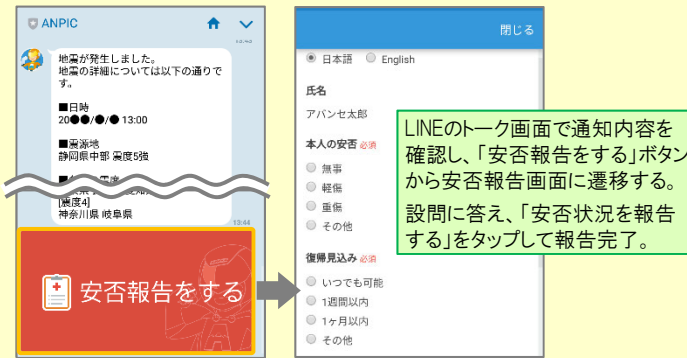 ANPIC
地震が発生しました。
地震の詳細については以下の通りで
す。
■日時
20●●/●/● 13:00
■震源地
静岡県中部 震度5強
[震度4]
神奈川県 岐阜県
13:44
安否報告をする
閉じる
日本語 English
氏名
アバンセ太郎
本人の安否 必須
無事
軽傷
重傷
その他
復帰見込み 必須
いつでも可能
1週間以内
1ヶ月以内
その他
LINEのトーク画面で通知内容を
確認し、「安否報告をする」ボタン
から安否報告画面に遷移する。
設問に答え、「安否状況を報告
する」をタップして報告完了。